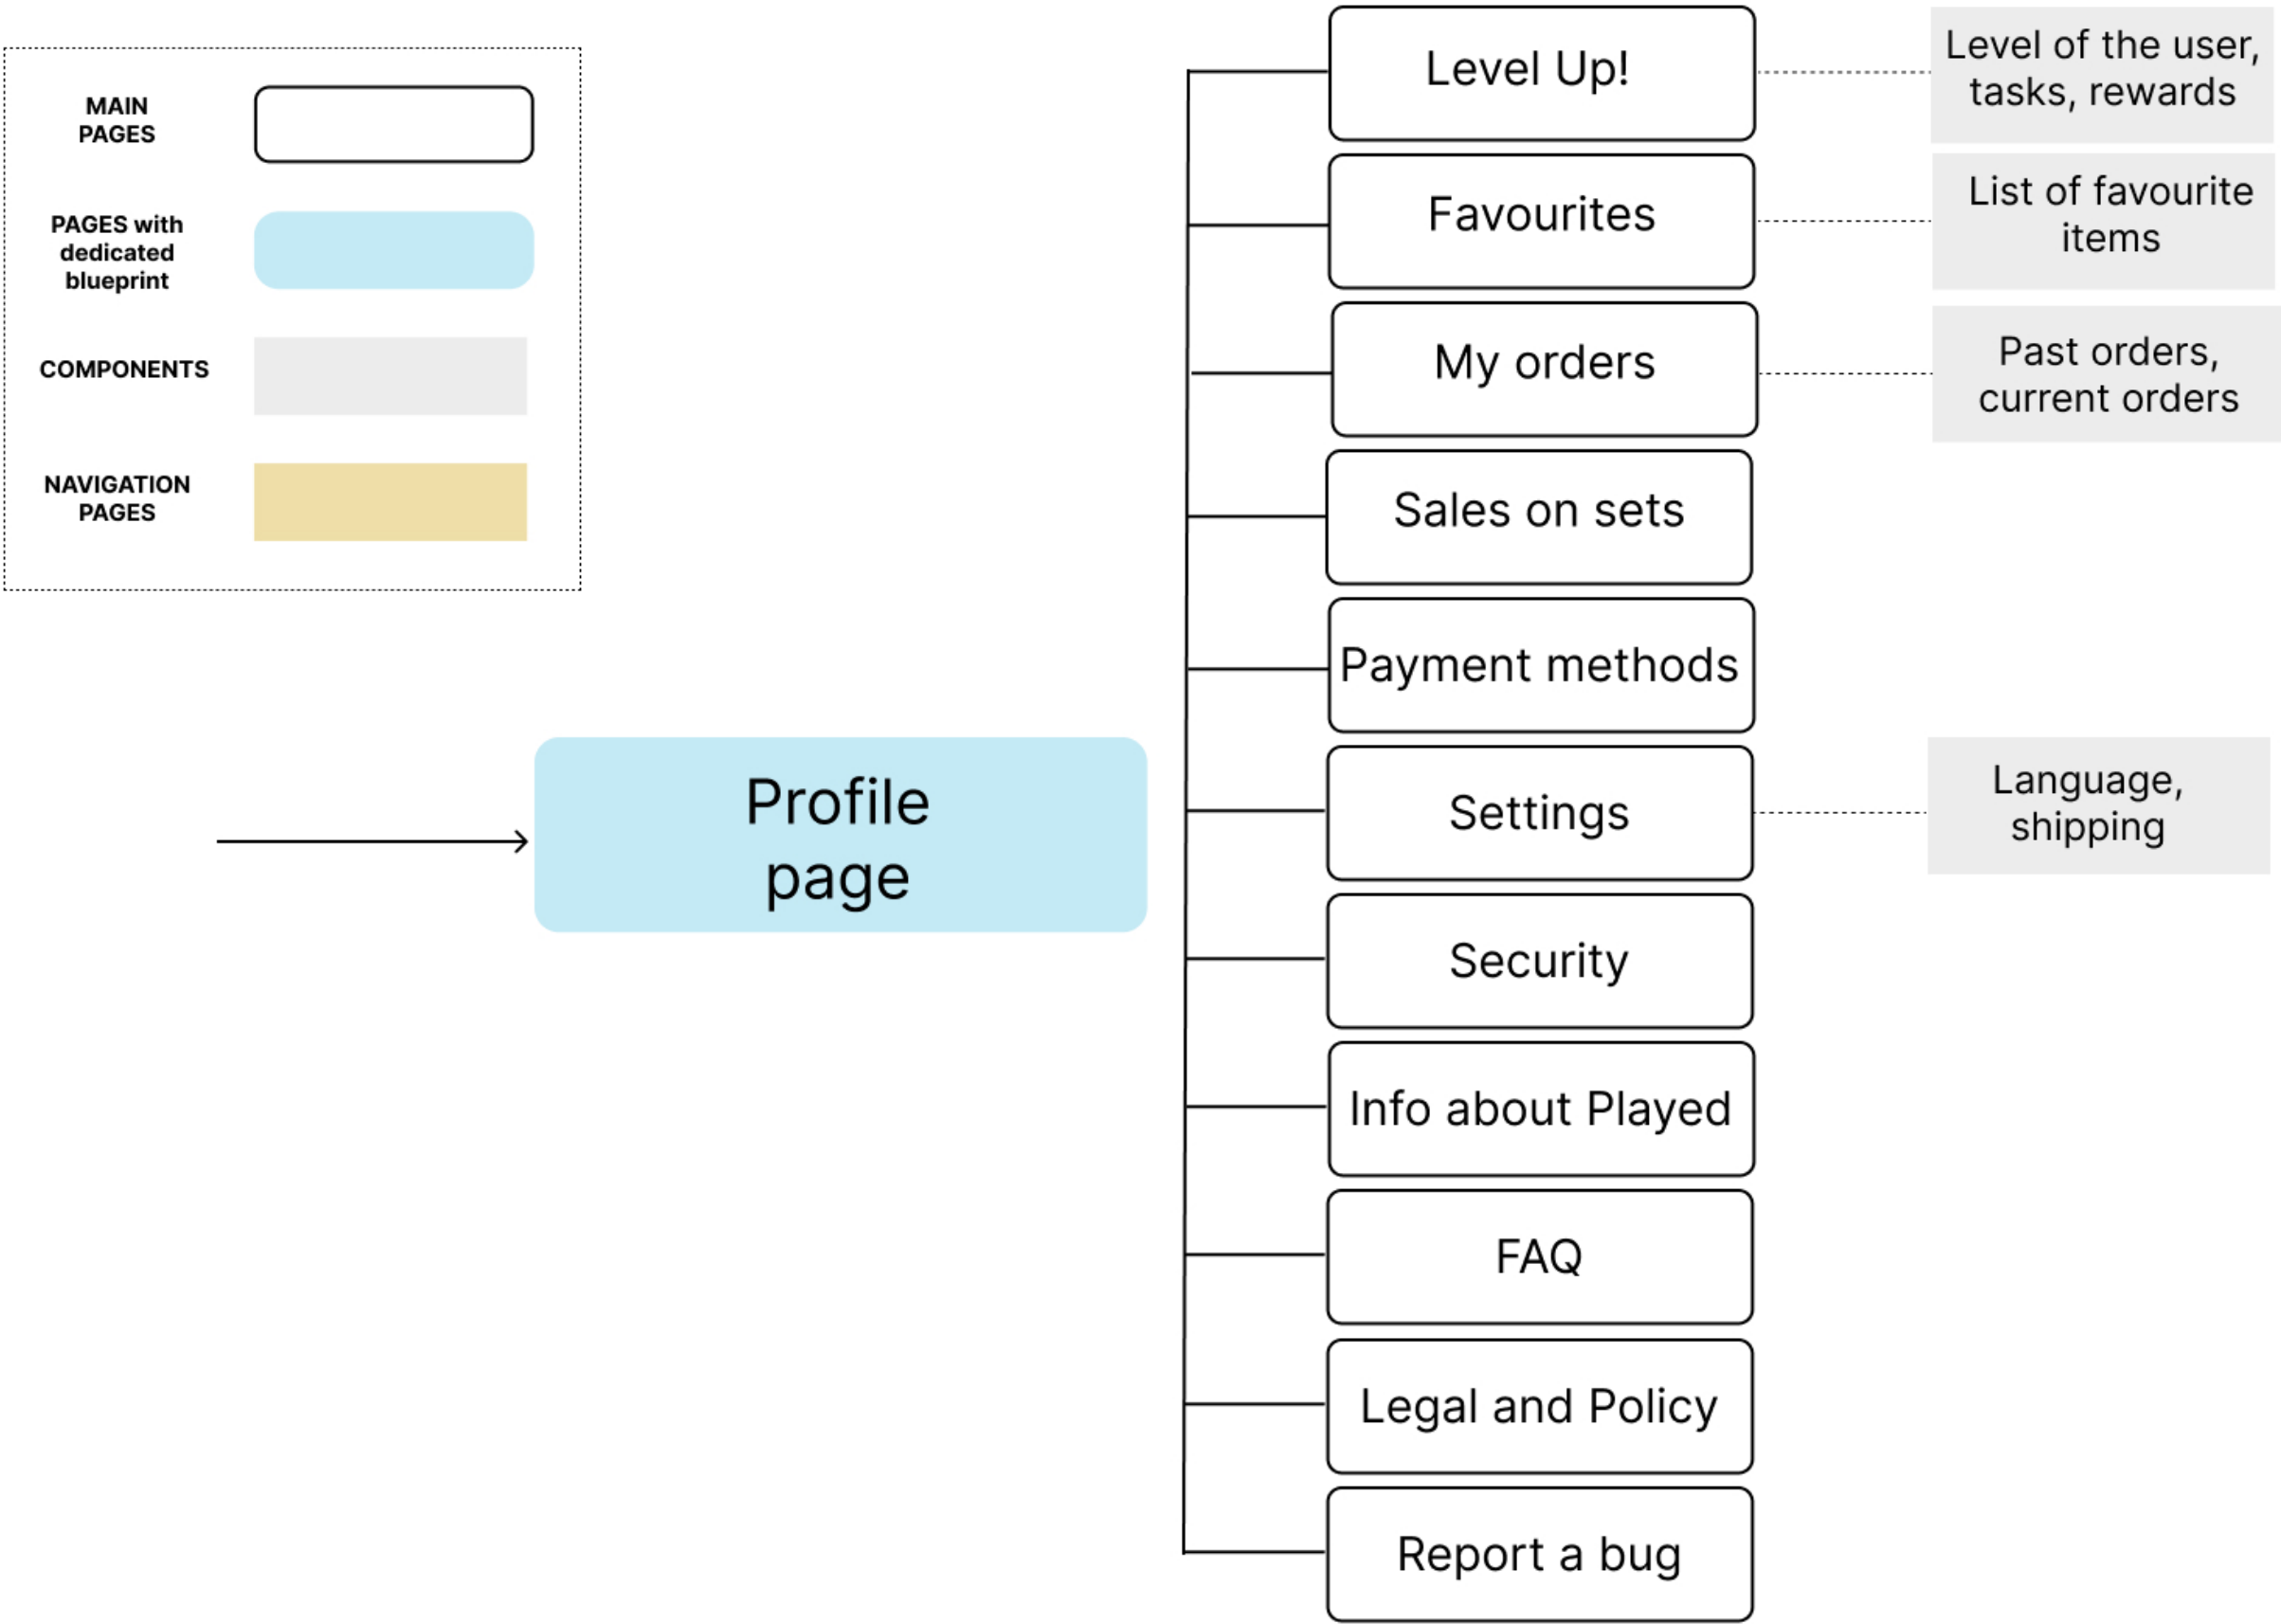 MAIN
PAGES
PAGES with
dedicated
blueprint
COMPONENTS
NAVIGATION
PAGES
Profile
page
Level Up!
Level of the user,
tasks, rewards
Favourites
List of favourite
items
My orders
Past orders,
current orders
Sales on sets
Payment methods
Settings
Language,
shipping
Security
Info about Played
FAQ
Legal and Policy
Report a bug